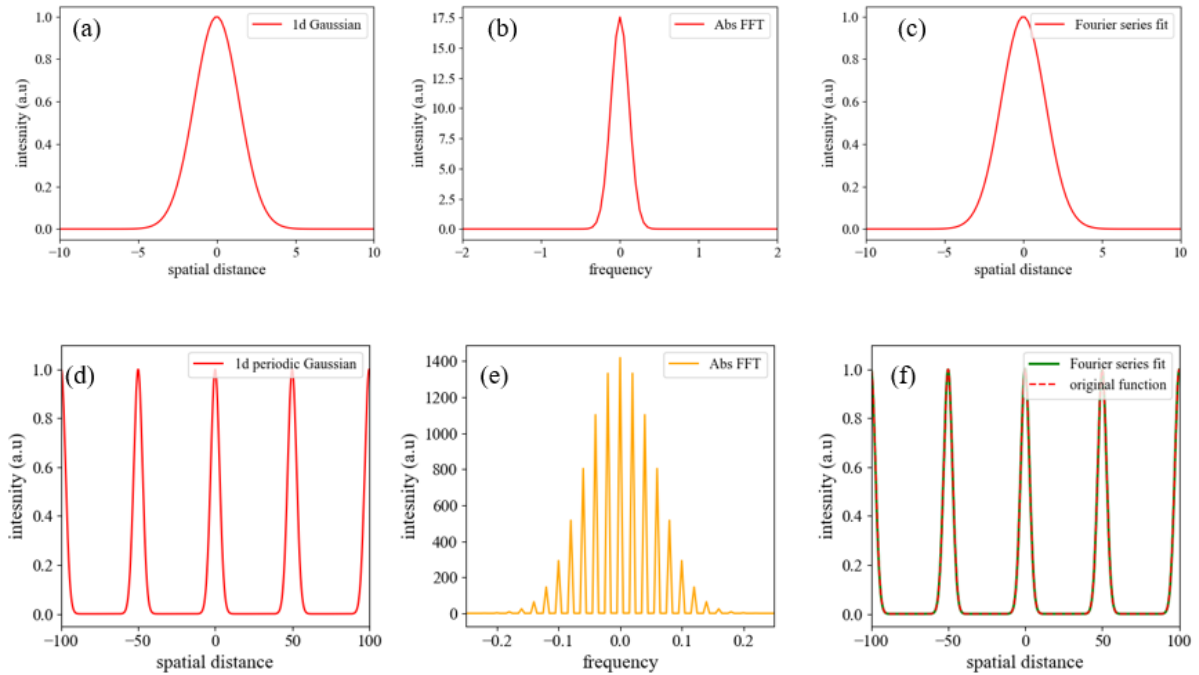 (a)
1d Gaussian
1.0
0.8
0.6
0.4
0.2
0.0
intesnity (a.u)
−10
−5
0
5
10
spatial distance
(b)
Abs FFT
17.5
15.0
12.5
10.0
7.5
5.0
2.5
0.0
intesnity (a.u)
−2
−1
0
1
2
frequency
(c)
Fourier series fit
1.0
0.8
0.6
0.4
0.2
0.0
intesnity (a.u)
−10
−5
0
5
10
spatial distance
(d)
1d periodic Gaussian
1.0
0.8
0.6
0.4
0.2
0.0
intesnity (a.u)
−100
−50
0
50
100
spatial distance
(e)
Abs FFT
1400
1200
1000
800
600
400
200
0
intesnity (a.u)
−0.2
−0.1
0.0
0.1
0.2
frequency
(f)
Fourier series fit
original function
1.0
0.8
0.6
0.4
0.2
0.0
intesnity (a.u)
−100
−50
0
50
100
spatial distance